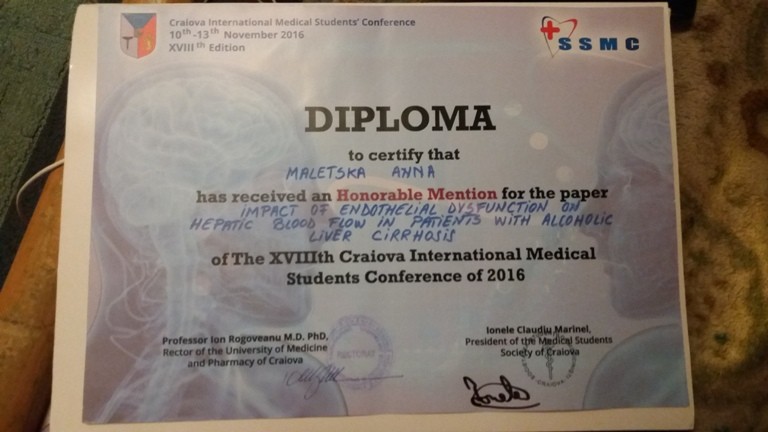 Craiova International Medical Students' Conference
10th -13th November 2016
XVIIIth Edition
SSMC
DIPLOMA
to certify that
MALETSKA ANNA
has received an Honorable Mention for the paper
IMPACT OF ENDOTHELIAL DYSFUNCTION ON
HEPATIC BLOOD FLOW IN PATIENTS WITH ALCOHOLIC
LIVER CIRRHOSIS
of The XVIIIth Craiova International Medical
Students Conference of 2016
Professor Ion Rogoveanu M.D. PhD,
Rector of the University of Medicine
and Pharmacy of Craiova
RECTORAT
Ionele Claudiu Marinel,
President of the Medical Students
Society of Craiova